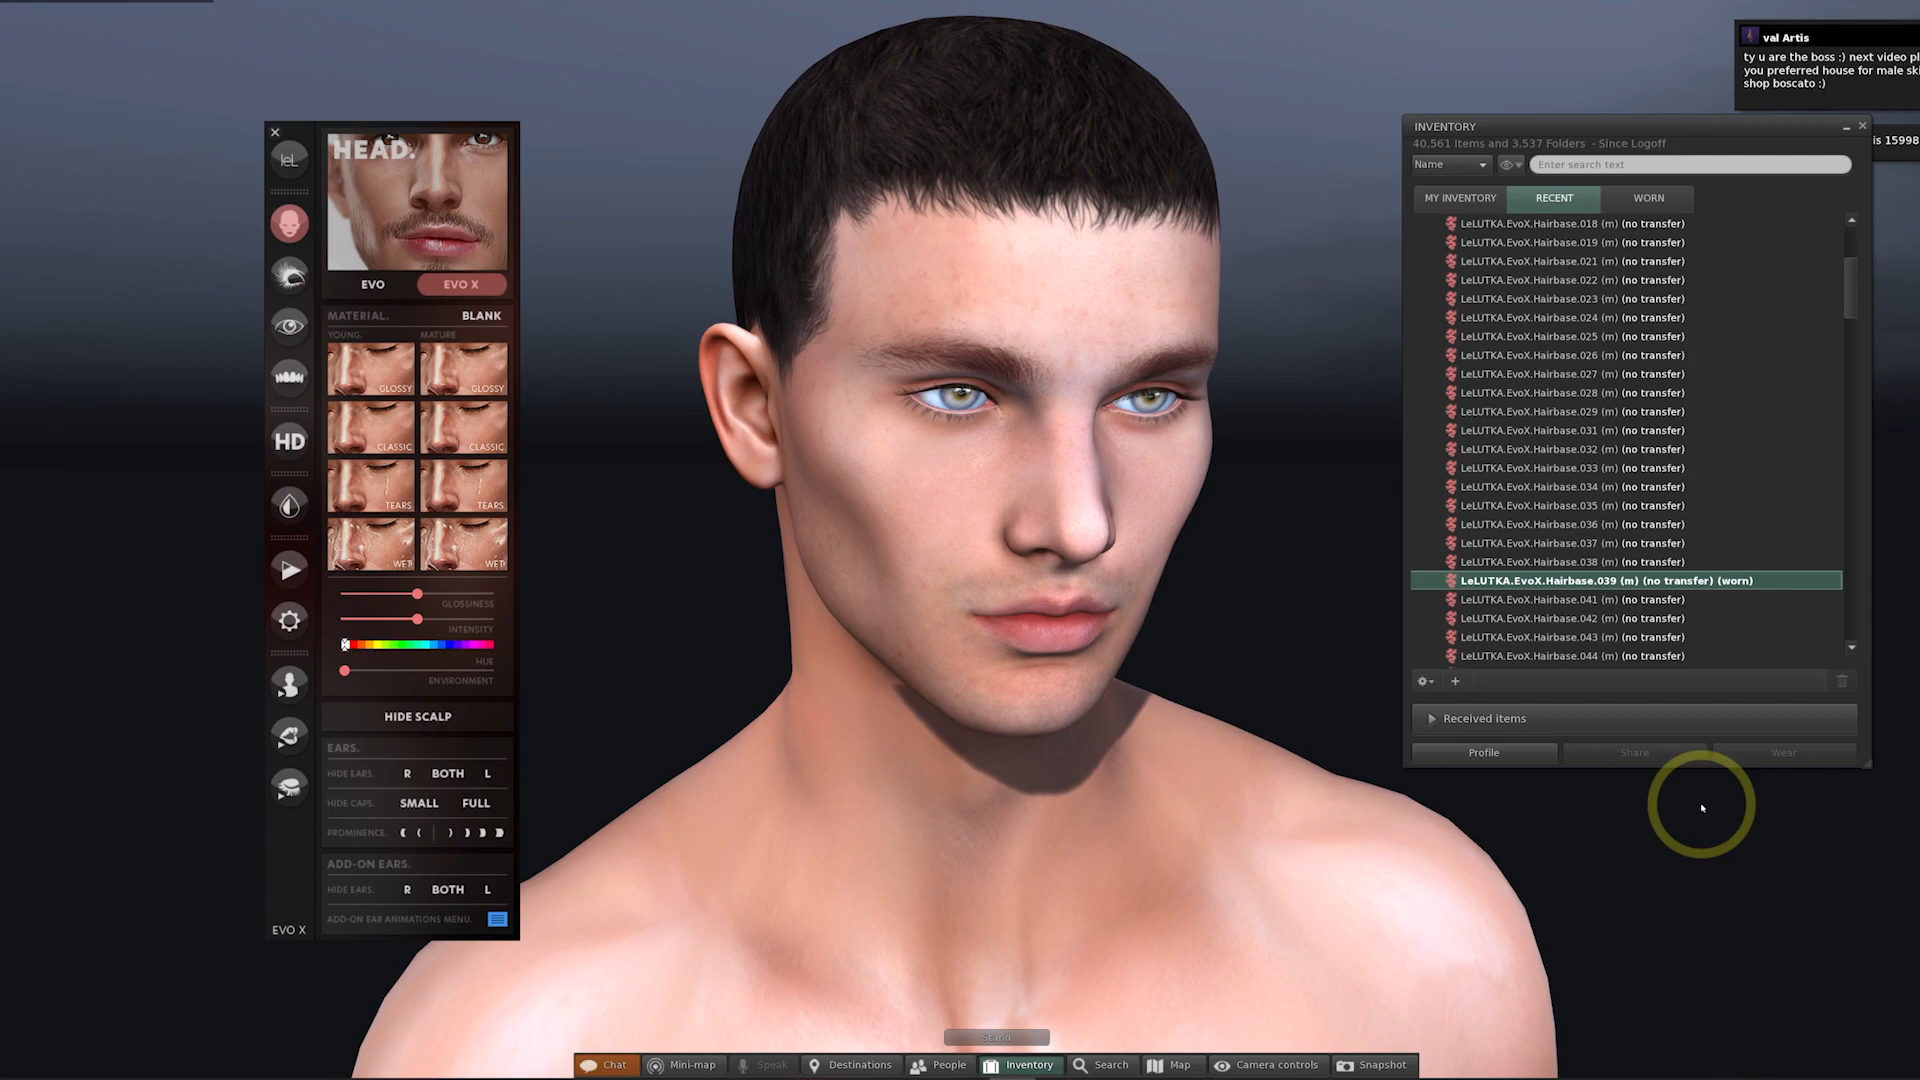 val Artis
ty u are the boss :) next video pl
you preferred house for male ski
shop boscato :)
is 15998
leL
HEAD.
EVO
EVO X
MATERIAL.
BLANK
YOUNG.
MATURE
GLOSSY
GLOSSY
CLASSIC
CLASSIC
TEARS
TEARS
WET
WET
GLOSSINESS
INTENSITY
HUE
ENVIRONMENT
HD
HIDE SCALP
EARS.
HIDE EARS. R BOTH L
HIDE CAPS. SMALL FULL
PROMINENCE.
ADD-ON EARS.
HIDE EARS. R BOTH L
ADD-ON EAR ANIMATIONS MENU.
EVO X
INVENTORY
40,561 Items and 3,537 Folders - Since Logoff
Name
Enter search text
MY INVENTORY
RECENT
WORN
LeLUTKA.EvoX.Hairbase.018 (m) (no transfer)
LeLUTKA.EvoX.Hairbase.019 (m) (no transfer)
LeLUTKA.EvoX.Hairbase.021 (m) (no transfer)
LeLUTKA.EvoX.Hairbase.022 (m) (no transfer)
LeLUTKA.EvoX.Hairbase.023 (m) (no transfer)
LeLUTKA.EvoX.Hairbase.024 (m) (no transfer)
LeLUTKA.EvoX.Hairbase.025 (m) (no transfer)
LeLUTKA.EvoX.Hairbase.026 (m) (no transfer)
LeLUTKA.EvoX.Hairbase.027 (m) (no transfer)
LeLUTKA.EvoX.Hairbase.028 (m) (no transfer)
LeLUTKA.EvoX.Hairbase.029 (m) (no transfer)
LeLUTKA.EvoX.Hairbase.031 (m) (no transfer)
LeLUTKA.EvoX.Hairbase.032 (m) (no transfer)
LeLUTKA.EvoX.Hairbase.033 (m) (no transfer)
LeLUTKA.EvoX.Hairbase.034 (m) (no transfer)
LeLUTKA.EvoX.Hairbase.035 (m) (no transfer)
LeLUTKA.EvoX.Hairbase.036 (m) (no transfer)
LeLUTKA.EvoX.Hairbase.037 (m) (no transfer)
LeLUTKA.EvoX.Hairbase.038 (m) (no transfer)
LeLUTKA.EvoX.Hairbase.039 (m) (no transfer) (worn)
LeLUTKA.EvoX.Hairbase.041 (m) (no transfer)
LeLUTKA.EvoX.Hairbase.042 (m) (no transfer)
LeLUTKA.EvoX.Hairbase.043 (m) (no transfer)
LeLUTKA.EvoX.Hairbase.044 (m) (no transfer)
Received items
Profile
Share
Wear
Stand
Chat
Mini-map
Speak
Destinations
People
Inventory
Search
Map
Camera controls
Snapshot